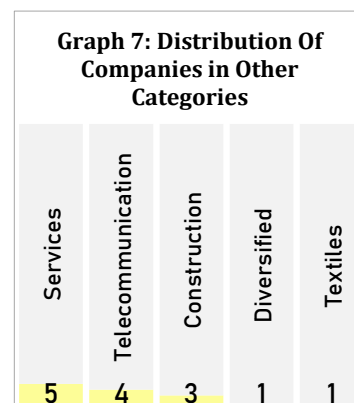 Graph 7: Distribution Of
Companies in Other
Categories
Services
Telecommunication
Construction
Diversified
Textiles
5
4
3
1
1